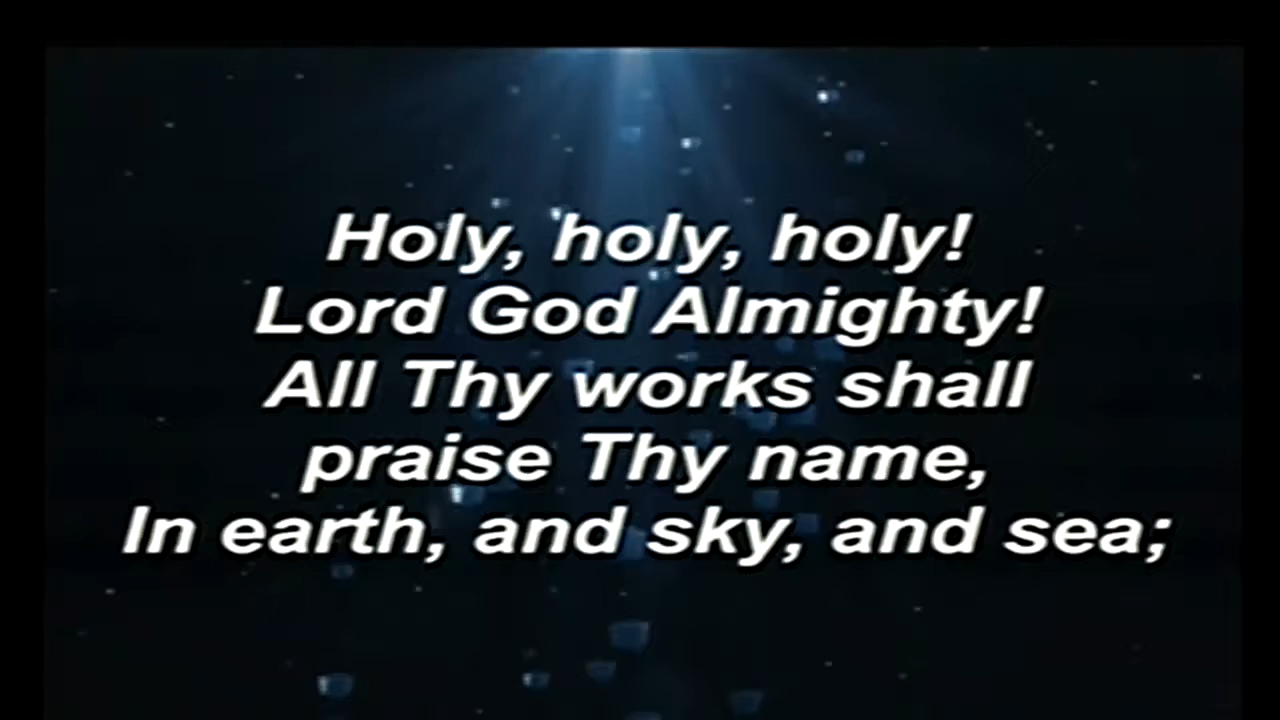 Holy, holy, holy!
Lord God Almighty!
All Thy works shall
praise Thy name,
In earth, and sky, and sea;